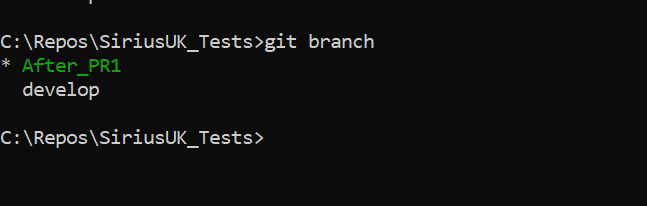 C:\Repos\SiriusUK_Tests>git branch
* After_PR1
  develop
C:\Repos\SiriusUK_Tests>